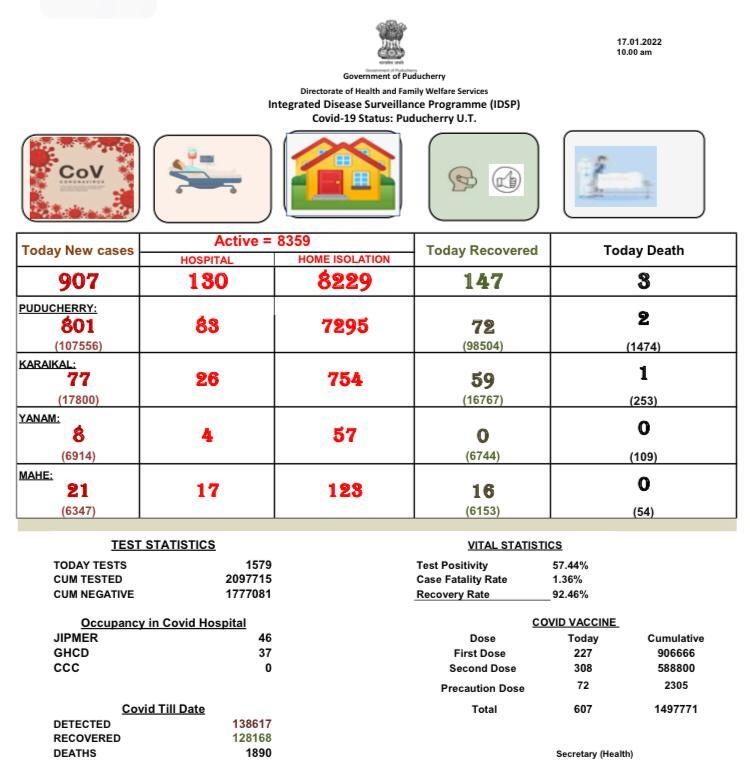 17.01.2022
10.00 am
Government of Puducherry
Directorate of Health and Family Welfare Services
Integrated Disease Surveillance Programme (IDSP)
Covid-19 Status: Puducherry U.T.
CoV
CORONAVIRUS
Today New cases
Active = 8359
HOSPITAL HOME ISOLATION
Today Recovered
Today Death
907 130 8229 147 3
PUDUCHERRY:
801 83 7295 72 2
(107556) (98504) (1474)
KARAIKAL:
77 26 754 59 1
(17800) (16767) (253)
YANAM:
8 4 57 0 0
(6914) (6744) (109)
MAHE:
21 17 123 16 0
(6347) (6153) (54)
TEST STATISTICS
TODAY TESTS 1579
CUM TESTED 2097715
CUM NEGATIVE 1777081
VITAL STATISTICS
Test Positivity 57.44%
Case Fatality Rate 1.36%
Recovery Rate 92.46%
Occupancy in Covid Hospital
JIPMER 46
GHCD 37
CCC 0
COVID VACCINE
Dose Today Cumulative
First Dose 227 906666
Second Dose 308 588800
Precaution Dose 72 2305
Total 607 1497771
Covid Till Date
DETECTED 138617
RECOVERED 128168
DEATHS 1890
Secretary (Health)